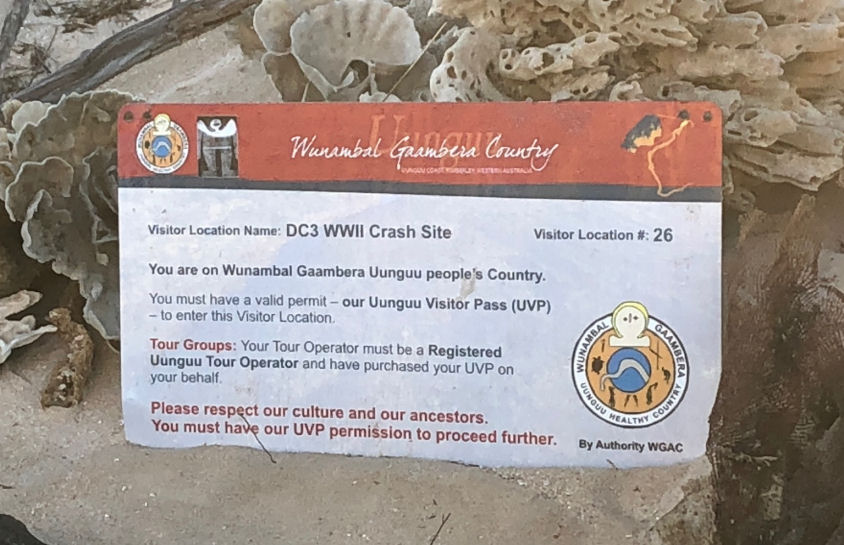 Uunguu
Wunambal Gaambera Country
UUNGUU COAST, KIMBERLEY, WESTERN AUSTRALIA
Visitor Location Name: DC3 WWII Crash Site
Visitor Location #: 26
You are on Wunambal Gaambera Uunguu people's Country.
You must have a valid permit – our Uunguu Visitor Pass (UVP)
– to enter this Visitor Location.
Tour Groups: Your Tour Operator must be a Registered
Uunguu Tour Operator and have purchased your UVP on
your behalf.
Please respect our culture and our ancestors.
You must have our UVP permission to proceed further.
WUNAMBAL GAAMBERA
UUNGUU HEALTHY COUNTRY
By Authority WGAC